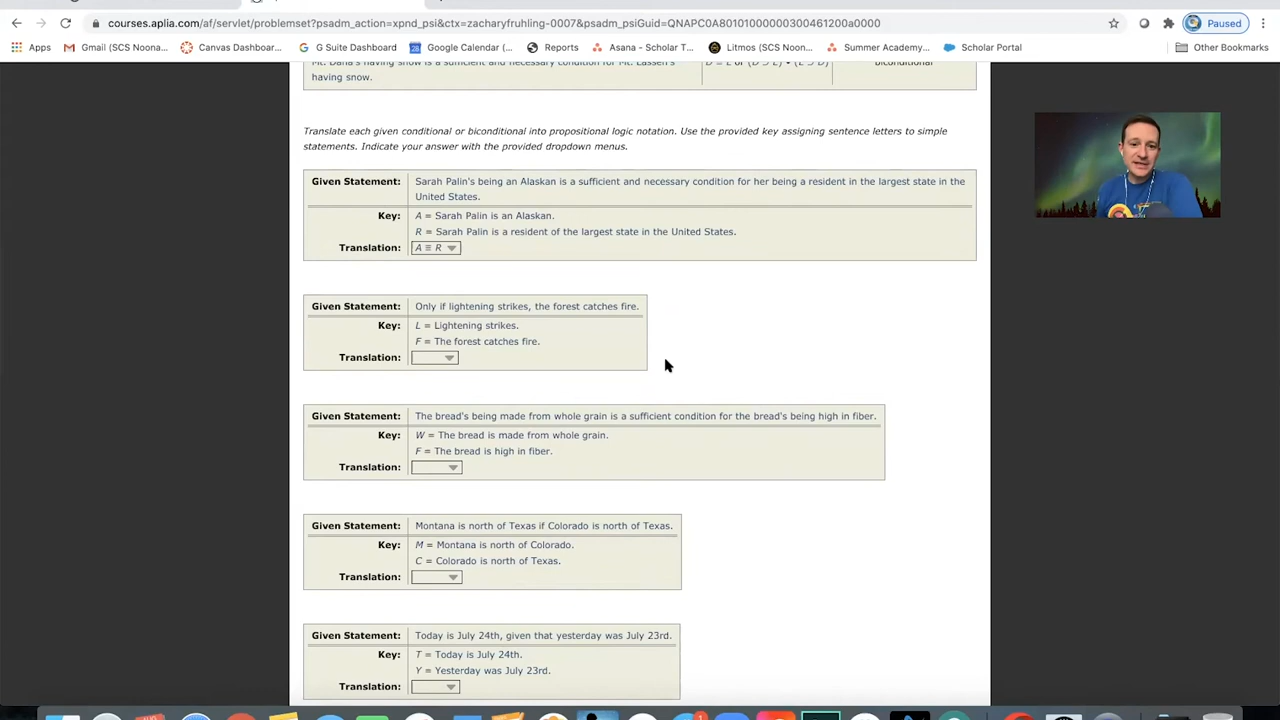 courses.aplia.com/af/servlet/problemset?psadm_action=xpnd_psi&ctx=zacharyfruhling-0007&psadm_psiGuid=QNAPC0A80101000000300461200a0000
Paused
Apps
Gmail (SCS Noona...
Canvas Dashboar...
G Suite Dashboard
Google Calendar (...
Reports
Asana - Scholar T...
Litmos (SCS Noon...
Summer Academy...
Scholar Portal
Other Bookmarks
Mt. Dana's having snow is a sufficient and necessary condition for Mt. Lassen's
having snow.
D ≡ L or (D ⊃ L) • (L ⊃ D)
biconditional
Translate each given conditional or biconditional into propositional logic notation. Use the provided key assigning sentence letters to simple
statements. Indicate your answer with the provided dropdown menus.
Given Statement: Sarah Palin's being an Alaskan is a sufficient and necessary condition for her being a resident in the largest state in the
United States.
Key: A = Sarah Palin is an Alaskan.
R = Sarah Palin is a resident of the largest state in the United States.
Translation: A ≡ R
Given Statement: Only if lightening strikes, the forest catches fire.
Key: L = Lightening strikes.
F = The forest catches fire.
Translation:
Given Statement: The bread's being made from whole grain is a sufficient condition for the bread's being high in fiber.
Key: W = The bread is made from whole grain.
F = The bread is high in fiber.
Translation:
Given Statement: Montana is north of Texas if Colorado is north of Texas.
Key: M = Montana is north of Colorado.
C = Colorado is north of Texas.
Translation:
Given Statement: Today is July 24th, given that yesterday was July 23rd.
Key: T = Today is July 24th.
Y = Yesterday was July 23rd.
Translation: